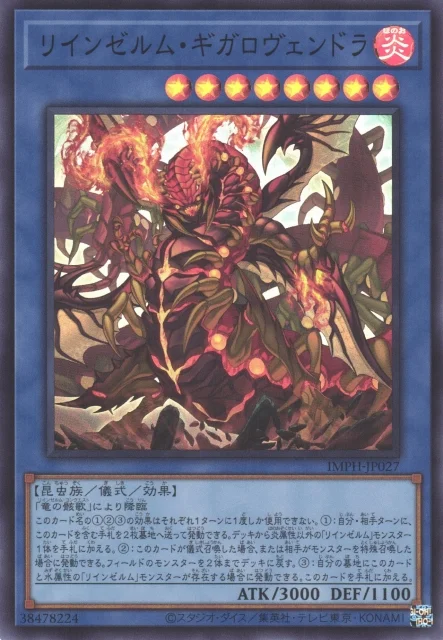 リインゼルム・ギガロヴェンドラ
炎
IMPH-JP027
【昆虫族／儀式／効果】
「竜の骸歌」により降臨
このカード名の①②③の効果はそれぞれ1ターンに1度しか使用できない。①：自分・相手ターンに、
このカードを含む手札を2枚墓地へ送って発動できる。デッキから炎属性以外の「リインゼルム」モンスター
1体を手札に加える。②：このカードが儀式召喚した場合、または相手がモンスターを特殊召喚した
場合に発動できる。フィールドのモンスターを2体までデッキに戻す。③：自分の墓地にこのカード
と水属性の「リインゼルム」モンスターが存在する場合に発動できる。このカードを手札に加える。
ATK/3000 DEF/1100
38478224
©スタジオ・ダイス／集英社・テレビ東京・KONAMI